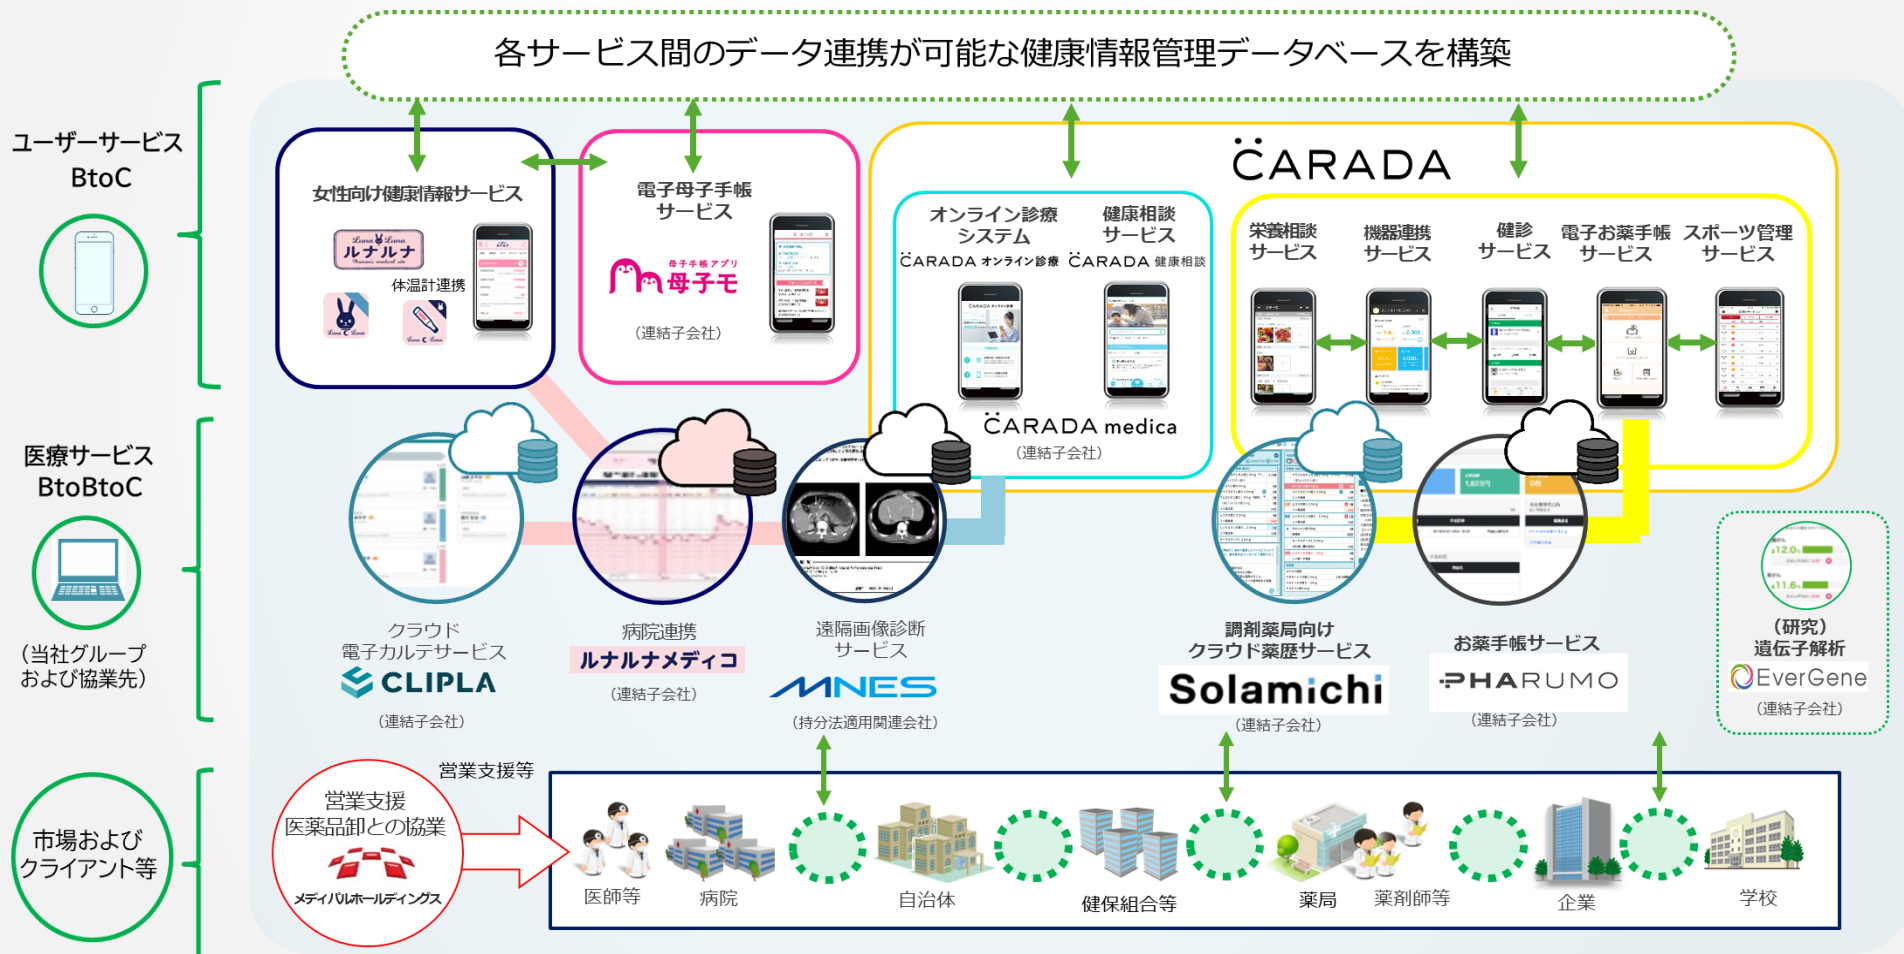 各サービス間のデータ連携が可能な健康情報管理データベースを構築
ユーザーサービス
BtoC
女性向け健康情報サービス
Luna Luna
ルナルナ
体温計連携
Luna Luna
Luna Luna
電子母子手帳
サービス
母子手帳アプリ
母子モ
（連結子会社）
CARADA
オンライン診療
システム
CARADA オンライン診療
健康相談
サービス
CARADA 健康相談
CARADA medica
（連結子会社）
栄養相談
サービス
機器連携
サービス
健診
サービス
電子お薬手帳
サービス
スポーツ管理
サービス
医療サービス
BtoBtoC
（当社グループ
および協業先）
クラウド
電子カルテサービス
CLIPLA
（連結子会社）
病院連携
ルナルナメディコ
（連結子会社）
遠隔画像診断
サービス
MNES
（持分法適用関連会社）
調剤薬局向け
クラウド薬歴サービス
Solamichi
（連結子会社）
1,823円
0色
お薬手帳サービス
PHARUMO
（連結子会社）
12.0
11.6
（研究）
遺伝子解析
EverGene
（連結子会社）
市場および
クライアント等
営業支援等
営業支援
医薬品卸との協業
メディパルホールディングス
医師等
病院
自治体
健保組合等
薬局
薬剤師等
企業
学校